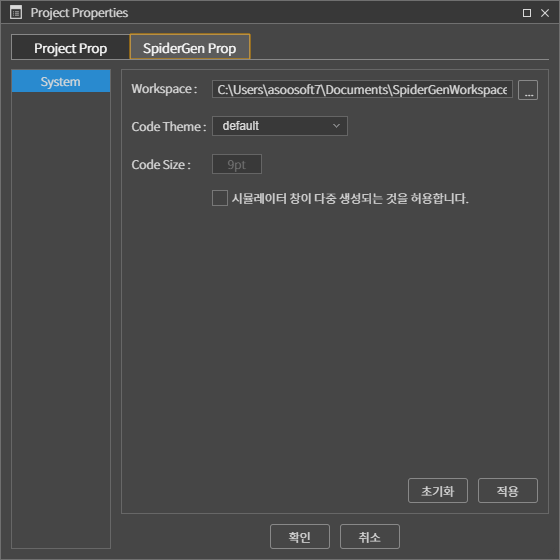 Project Properties
Project Prop
SpiderGen Prop
System
Workspace : C:\Users\asoosoft7\Documents\SpiderGenWorkspace ...
Code Theme : default
Code Size : 9pt
시뮬레이터 창이 다중 생성되는 것을 허용합니다.
초기화 적용
확인 취소